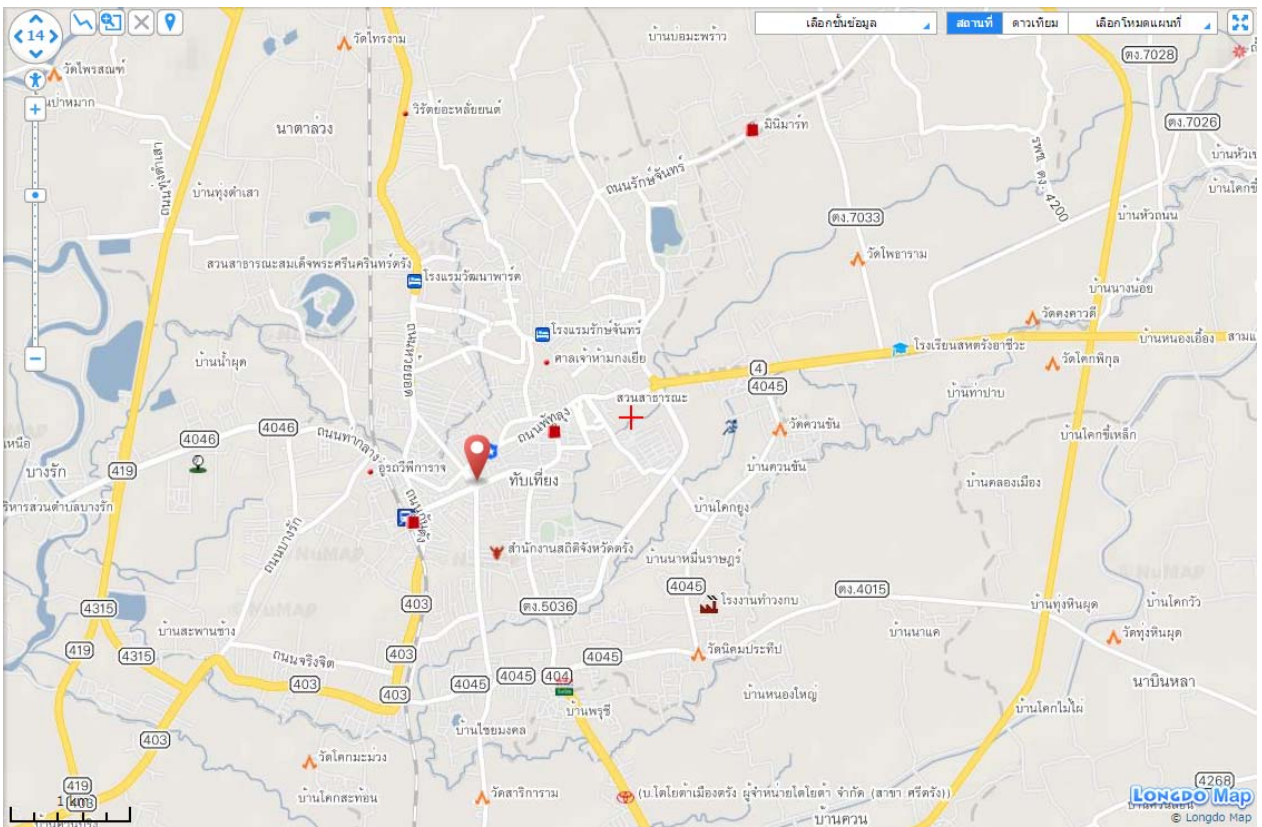 14
เลือกชั้นข้อมูล
สถานที่
ดาวเทียม
เลือกโหมดแผนที่
บ้านบอมะพร้าว
วัดไทรงาม
ตง.7028
วัดไพรสณฑ์
นาตาล่วง
วิรัตย์อะหลั่ยยนต์
มินิมาร์ท
ตง.7026
ถนนรักษ์จันทร์
รพช ตง. 4200
บ้านทุ่งตำเสา
ตง.7033
บ้านหัวถนน
วัดโพธาราม
สวนสาธารณะสมเด็จพระศรีนครินทร์ตรัง
โรงแรมวัฒนาพาร์ค
บ้านนางน้อย
วัดคงคาวดี
โรงแรมรักษ์จันทร์
โรงเรียนสหตรังอาชีวะ
บ้านหนองเอื้อง
บ้านน้ำผุด
ถนนห้วยยอด
ศาลเจ้าห้ามกงเยี่ย
วัดโคกพิกุล
4
4045
บ้านท่าปาบ
สวนสาธารณะ
ถนนพัทลุง
วัดควนขัน
4046
4046
ถนนท่ากลาง
บ้านโคกขี้เหล็ก
บางรัก
419
ทับเที่ยง
บ้านควนขัน
บ้านคลองเมือง
ริหารส่วนตำบลบางรัก
ถนนกันตัง
บ้านโคกยูง
ถนนบางรัก
สำนักงานสถิติจังหวัดตรัง
บ้านนาหมื่นราษฎร์
4045
ตง.4015
โรงงานทำวงกบ
4315
403
ตง.5036
บ้านทุ่งหินผุด
บ้านโคกวัว
บ้านสะพานช้าง
บ้านนาแค
วัดทุ่งหินผุด
419
4315
ถนนจริงจิต
403
4045
วัดนิคมประทีป
403
403
4045
4045
404
นาบินหลา
บ้านหนองใหญ่
บ้านพรุซี
บ้านโคกไม้ไผ่
บ้านไชยมงคล
403
วัดโคกมะม่วง
419
403
1 km
บ้านโคกสะท้อน
วัดสาริการาม
(บ.โตโยต้าเมืองตรัง ผู้จำหน่ายโตโยต้า จำกัด (สาขา ศรีตรัง))
4268
LONGDO Map
บ้านควน
© Longdo Map